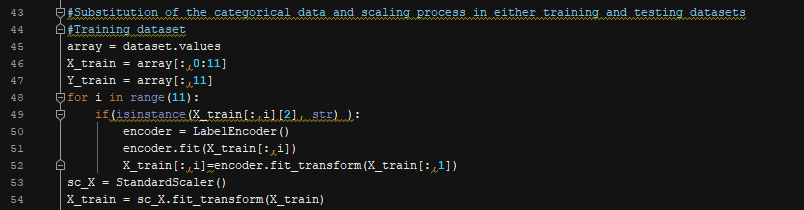 43 #Substitution of the categorical data and scaling process in either training and testing datasets
44 #Training dataset
45 array = dataset.values
46 X_train = array[:,0:11]
47 Y_train = array[:,11]
48 for i in range(11):
49 if(isinstance(X_train[:,i][2], str) ):
50 encoder = LabelEncoder()
51 encoder.fit(X_train[:,i])
52 X_train[:,i]=encoder.fit_transform(X_train[:,1])
53 sc_X = StandardScaler()
54 X_train = sc_X.fit_transform(X_train)